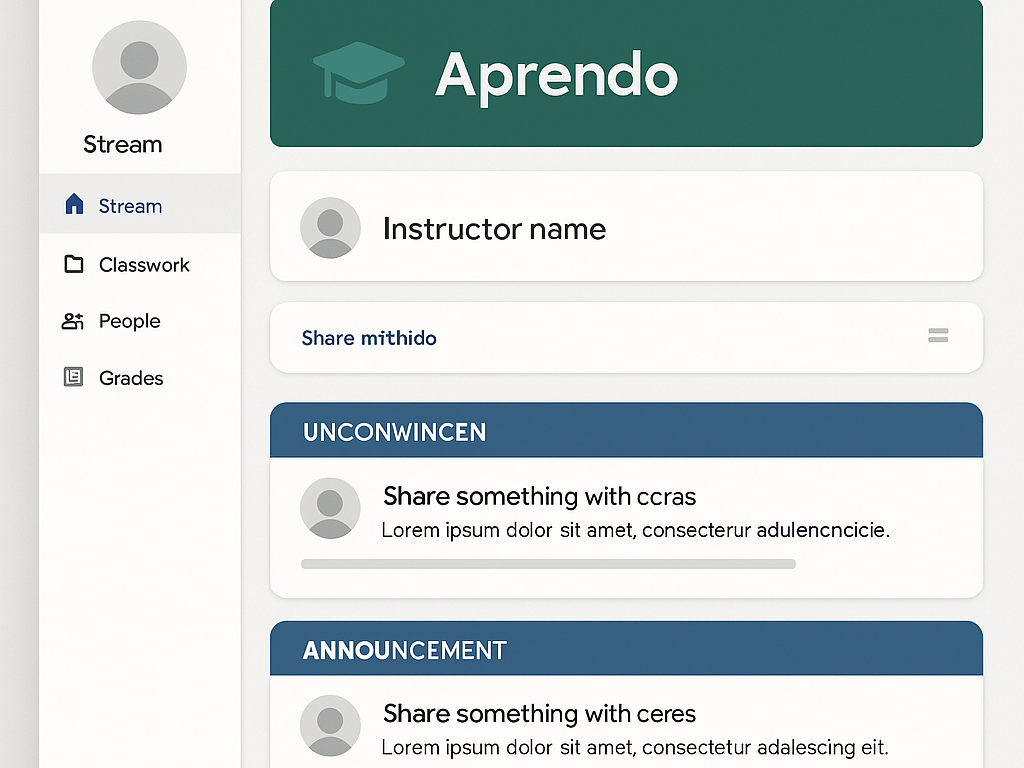 Aprendo
Stream
Stream
Classwork
People
Grades
Instructor name
Share mithido
UNCONWINCEN
Share something with ccras
Lorem ipsum dolor sit amet, consecterur adulencncicie.
ANNOUNCEMENT
Share something with ceres
Lorem ipsum dolor sit amet, consectetur adalescing eit.